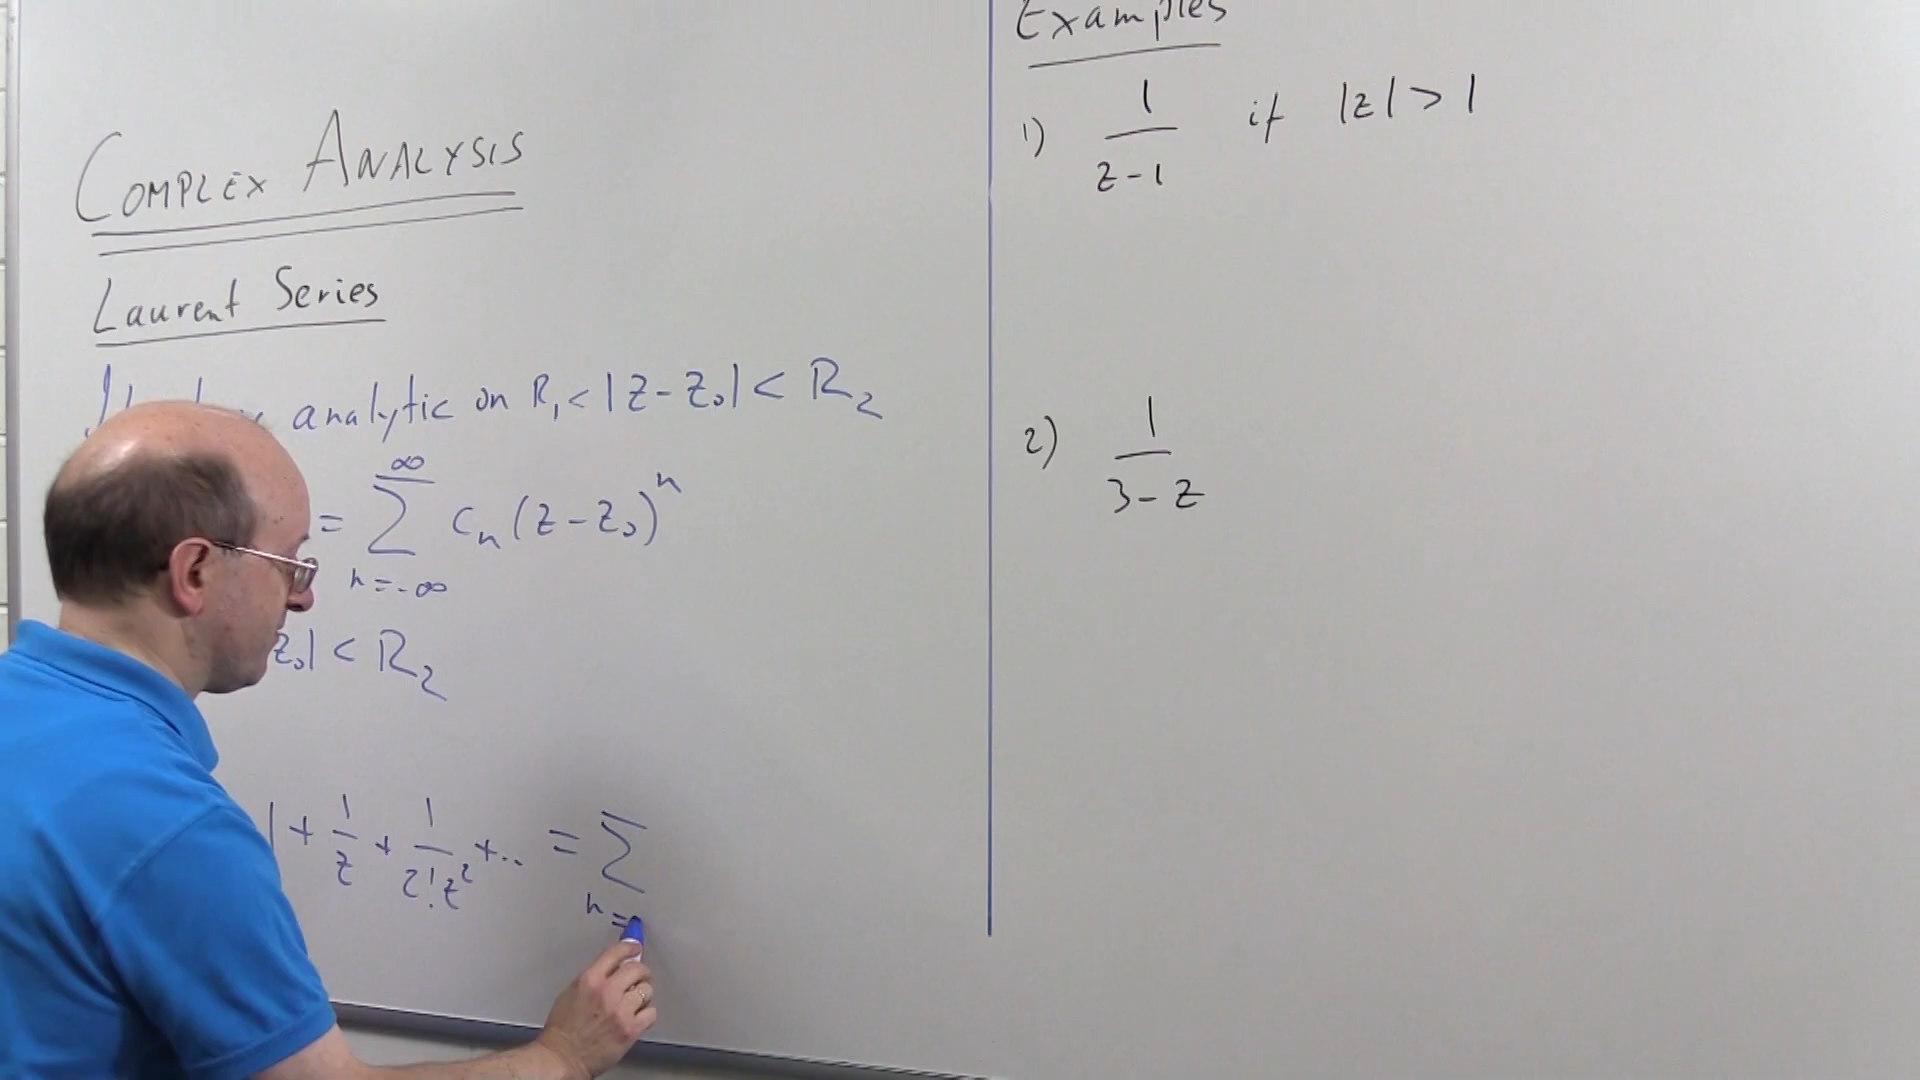 COMPLEX ANALYSIS
Laurent Series
analytic on R₁ < |z - z₀| < R₂
= ∑_{n=-∞}^{∞} cₙ (z - z₀)ⁿ
z₀| < R₂
1 + 1/z + 1/(2! z²) + .. = ∑_{n=
Examples
1) 1/(z - 1) if |z| > 1
2) 1/(3 - z)